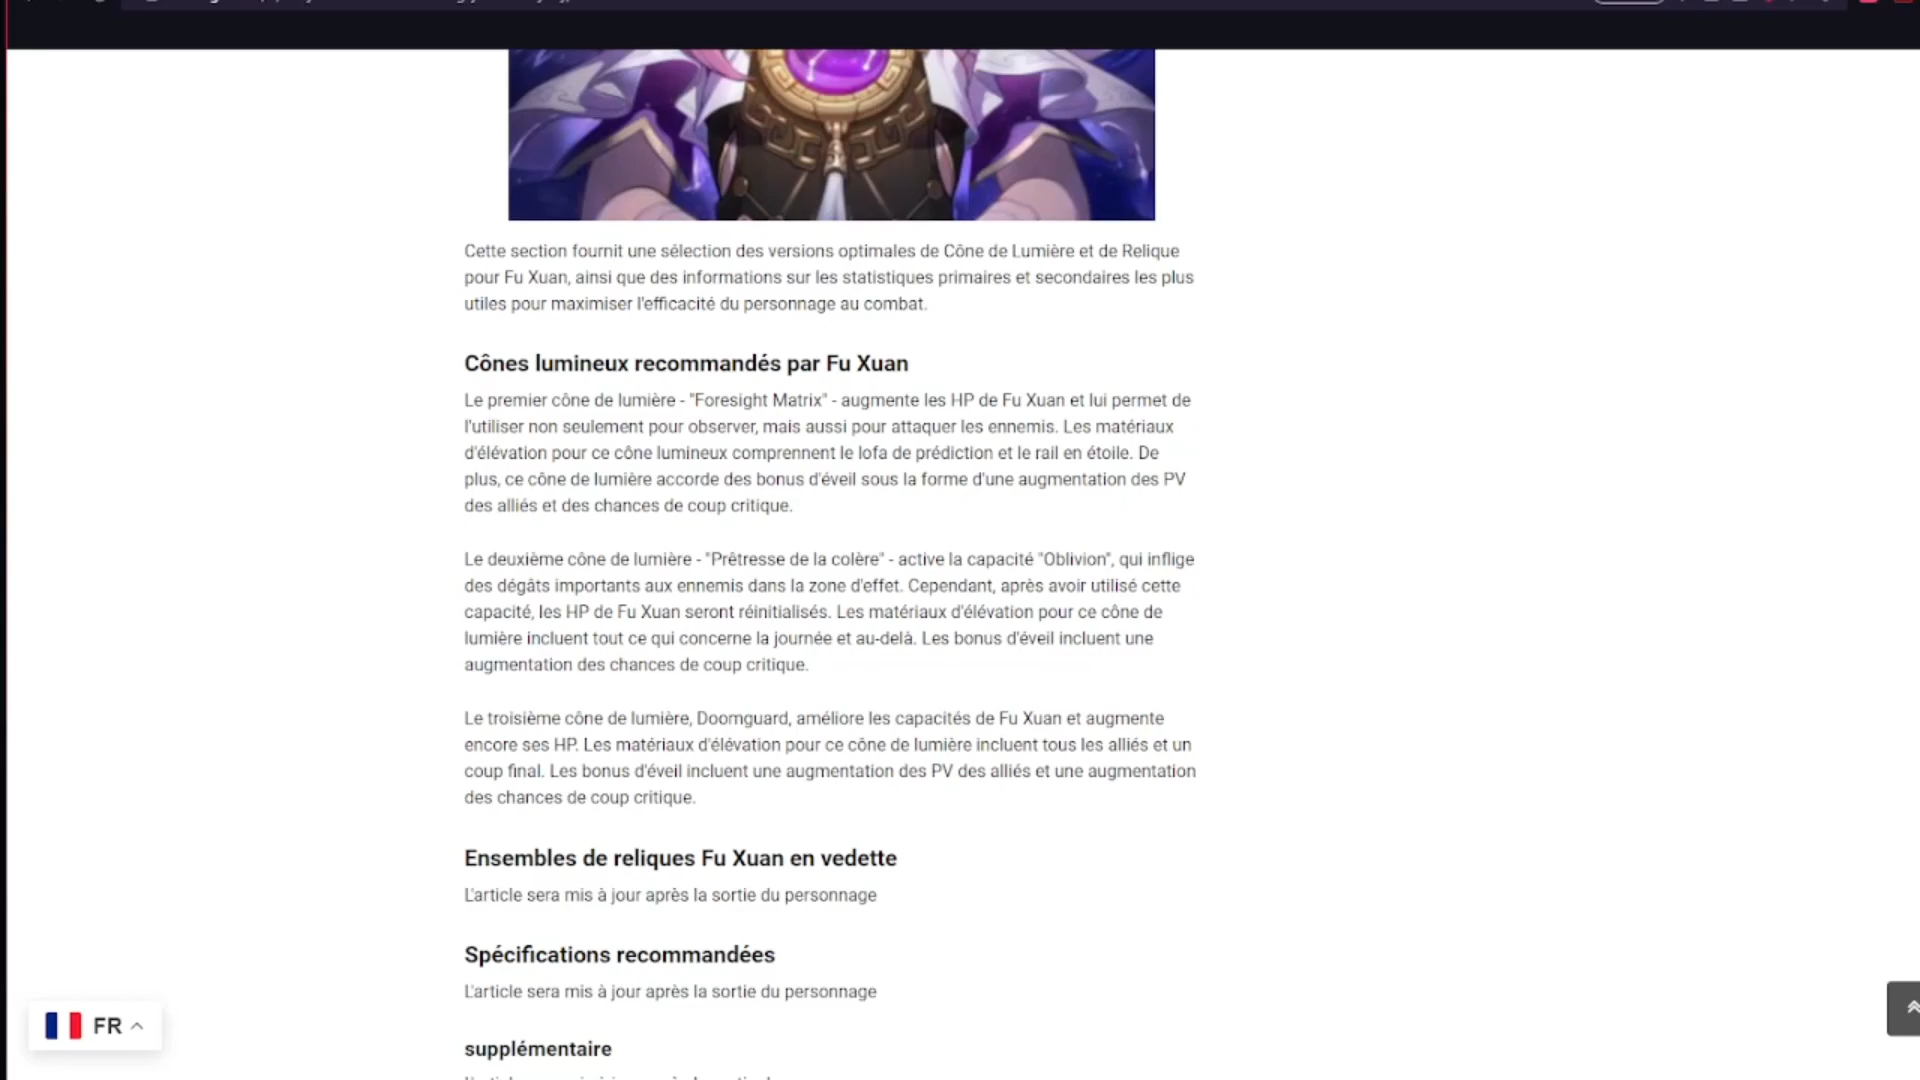 Cette section fournit une sélection des versions optimales de Cône de Lumière et de Relique
pour Fu Xuan, ainsi que des informations sur les statistiques primaires et secondaires les plus
utiles pour maximiser l'efficacité du personnage au combat.
Cônes lumineux recommandés par Fu Xuan
Le premier cône de lumière - "Foresight Matrix" - augmente les HP de Fu Xuan et lui permet de
l'utiliser non seulement pour observer, mais aussi pour attaquer les ennemis. Les matériaux
d'élévation pour ce cône lumineux comprennent le lofa de prédiction et le rail en étoile. De
plus, ce cône de lumière accorde des bonus d'éveil sous la forme d'une augmentation des PV
des alliés et des chances de coup critique.
Le deuxième cône de lumière - "Prêtresse de la colère" - active la capacité "Oblivion", qui inflige
des dégâts importants aux ennemis dans la zone d'effet. Cependant, après avoir utilisé cette
capacité, les HP de Fu Xuan seront réinitialisés. Les matériaux d'élévation pour ce cône de
lumière incluent tout ce qui concerne la journée et au-delà. Les bonus d'éveil incluent une
augmentation des chances de coup critique.
Le troisième cône de lumière, Doomguard, améliore les capacités de Fu Xuan et augmente
encore ses HP. Les matériaux d'élévation pour ce cône de lumière incluent tous les alliés et un
coup final. Les bonus d'éveil incluent une augmentation des PV des alliés et une augmentation
des chances de coup critique.
Ensembles de reliques Fu Xuan en vedette
L'article sera mis à jour après la sortie du personnage
Spécifications recommandées
L'article sera mis à jour après la sortie du personnage
FR
supplémentaire